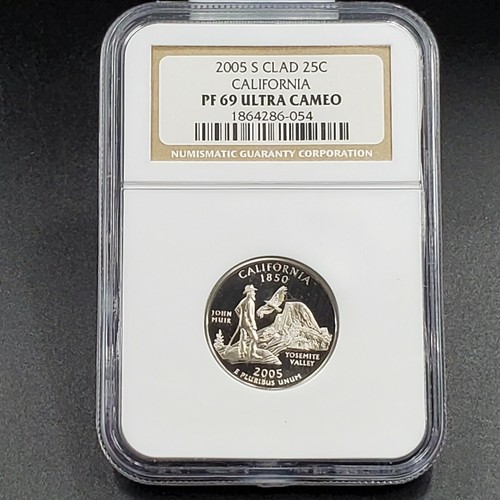 2005 S CLAD 25C
CALIFORNIA
PF 69 ULTRA CAMEO
1864286-054
NUMISMATIC GUARANTY CORPORATION
CALIFORNIA
1850
JOHN
MUIR
YOSEMITE
VALLEY
2005
E PLURIBUS UNUM